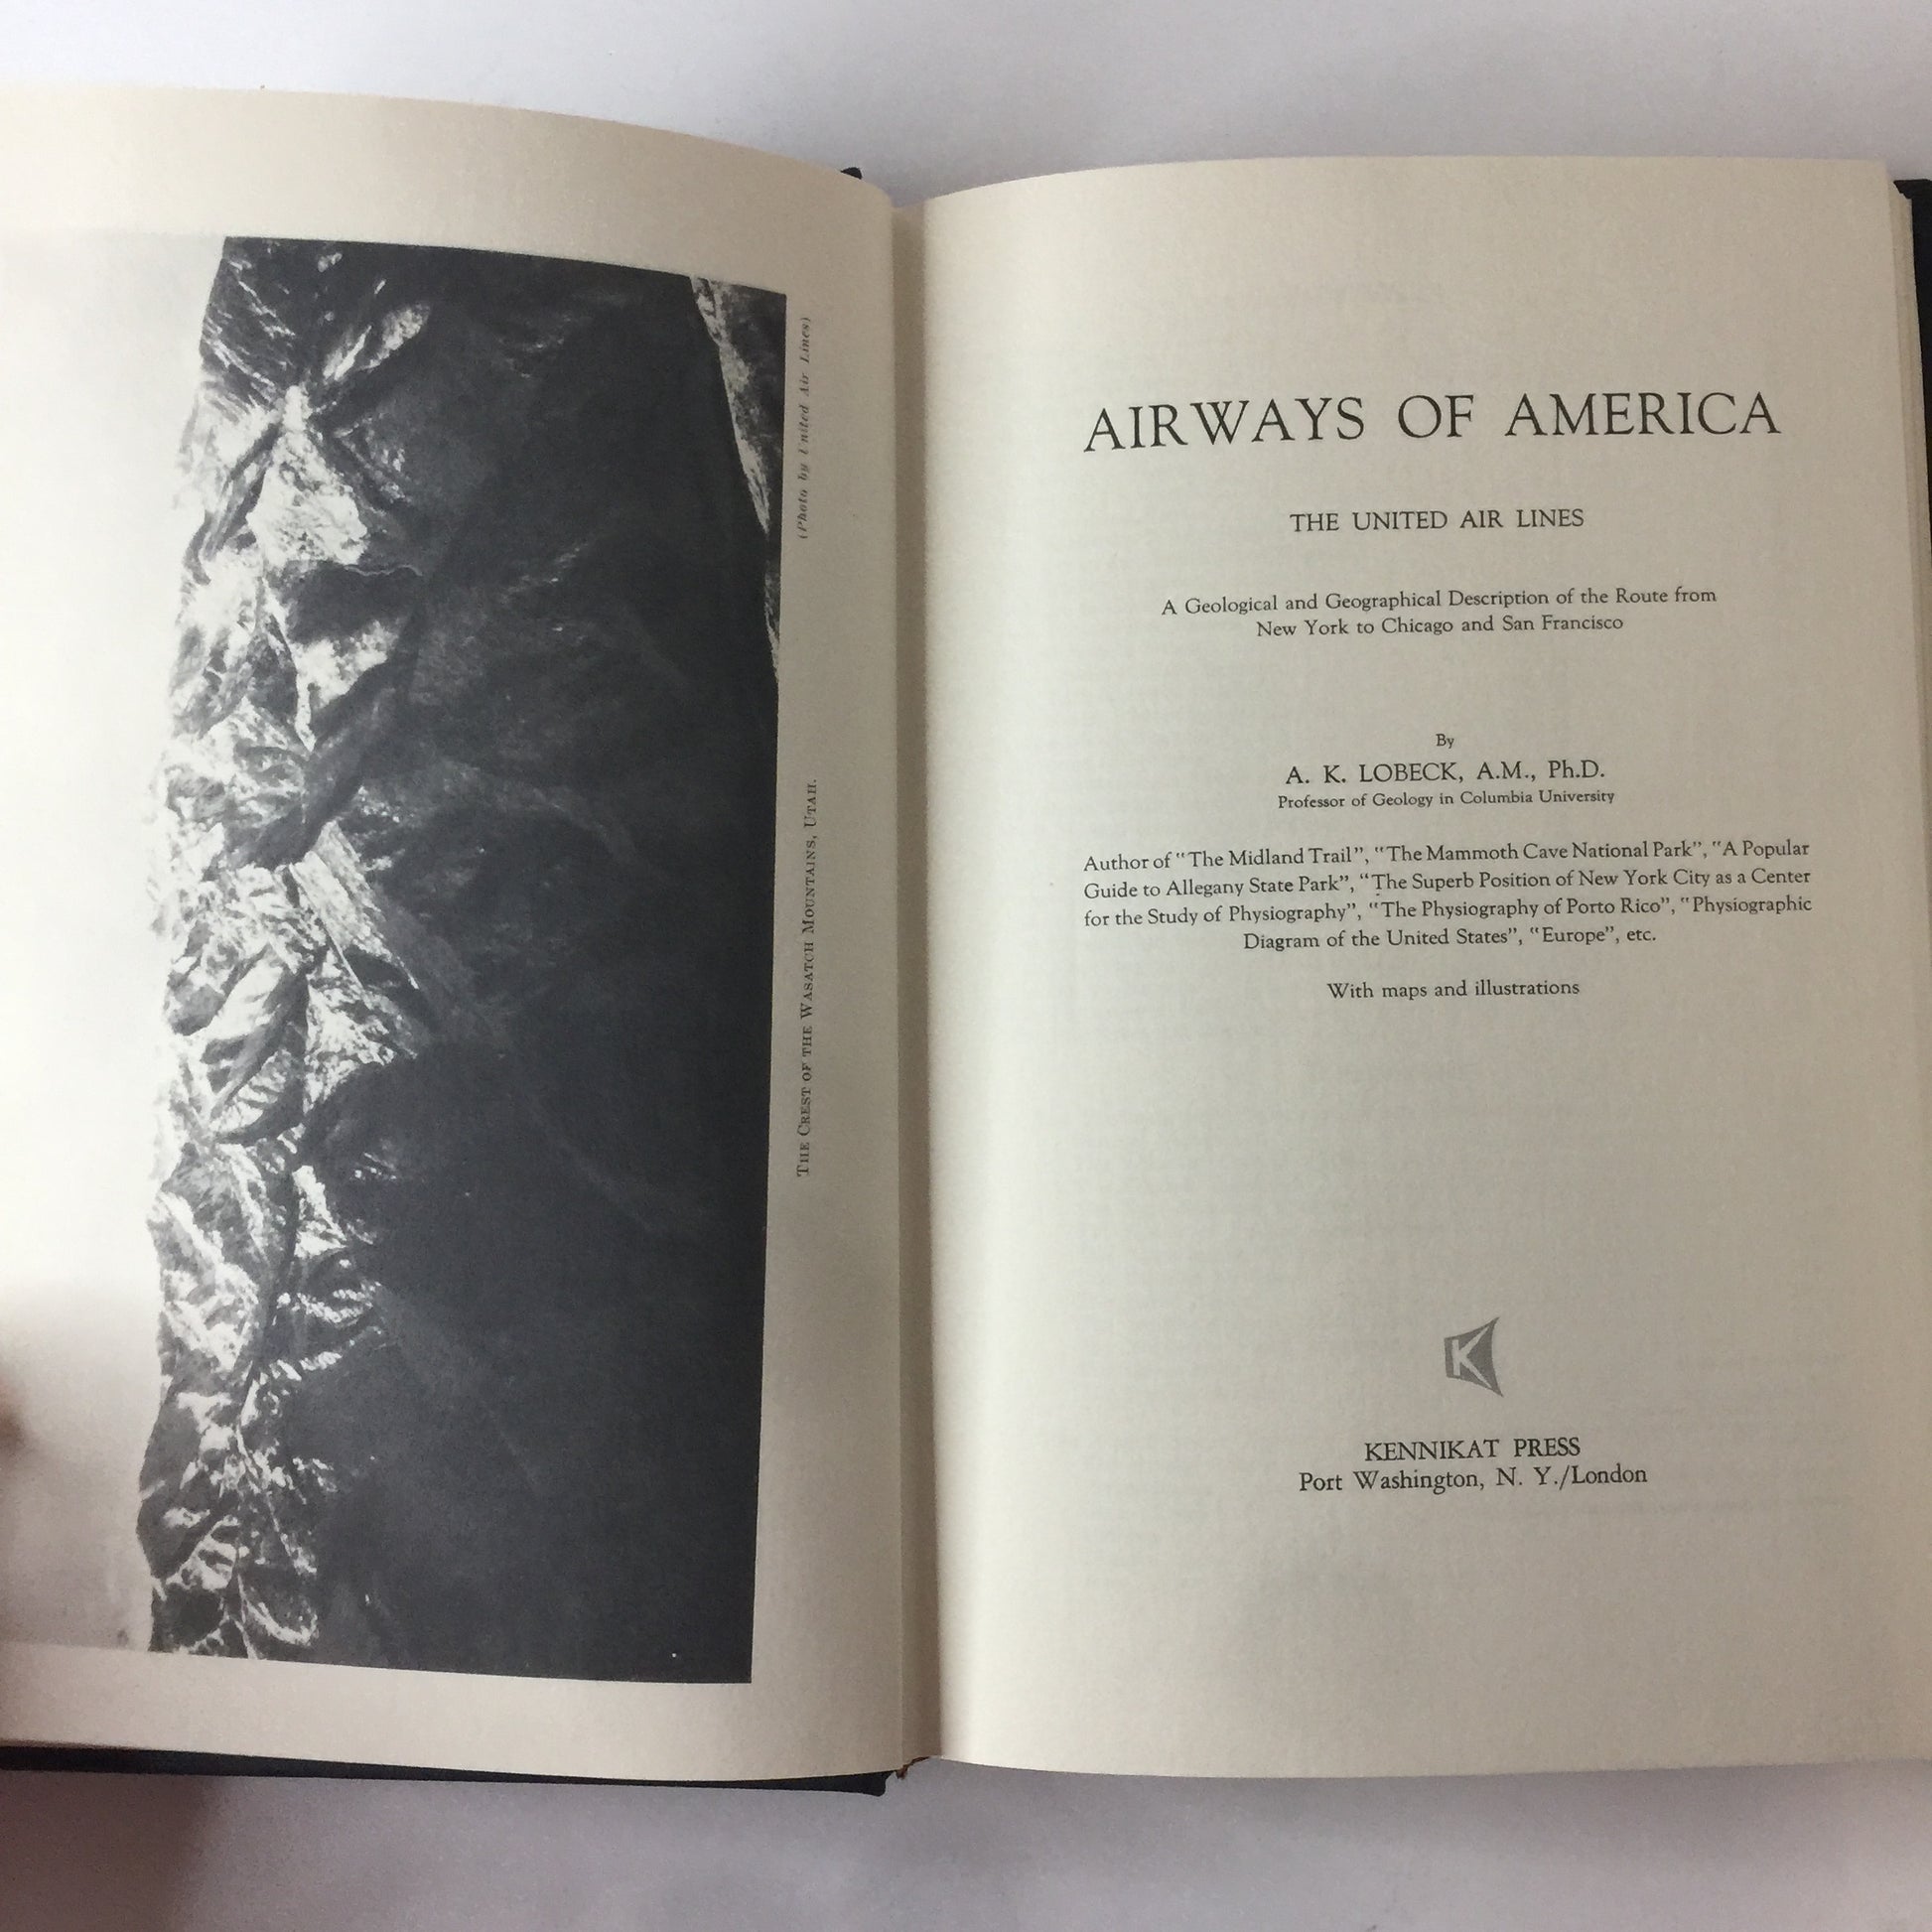 THE CREST OF THE WASATCH MOUNTAINS, UTAH.
(Photo by United Air Lines)
AIRWAYS OF AMERICA
THE UNITED AIR LINES
A Geological and Geographical Description of the Route from
New York to Chicago and San Francisco
By
A. K. LOBECK, A.M., Ph.D.
Professor of Geology in Columbia University
Author of "The Midland Trail", "The Mammoth Cave National Park", "A Popular
Guide to Allegany State Park", "The Superb Position of New York City as a Center
for the Study of Physiography", "The Physiography of Porto Rico", "Physiographic
Diagram of the United States", "Europe", etc.
With maps and illustrations
K
KENNIKAT PRESS
Port Washington, N. Y./London